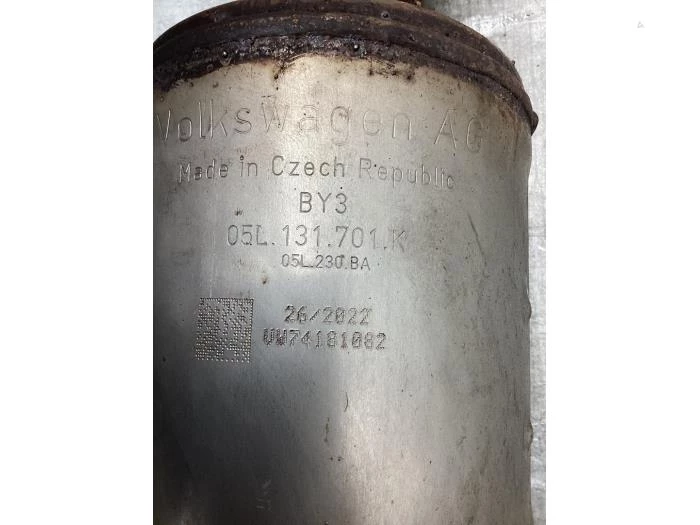 Volkswagen AG
Made in Czech Republic
BY3
05L.131.701.K
05L.230.BA
26/2022
VW74181082